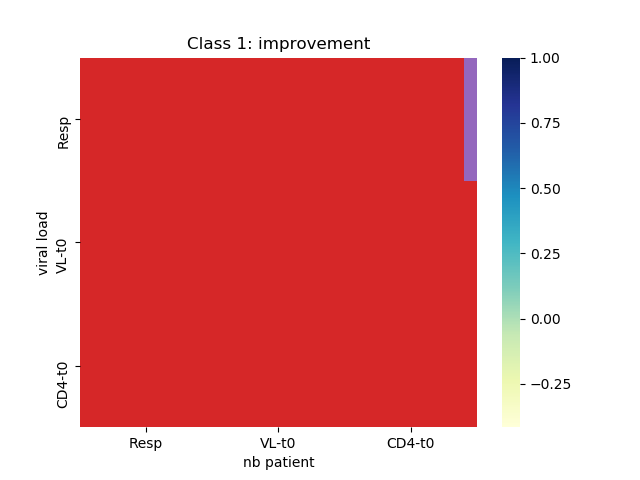 Class 1: improvement
Resp
VL-t0
CD4-t0
viral load
Resp
VL-t0
CD4-t0
nb patient
1.00
0.75
0.50
0.25
0.00
−0.25